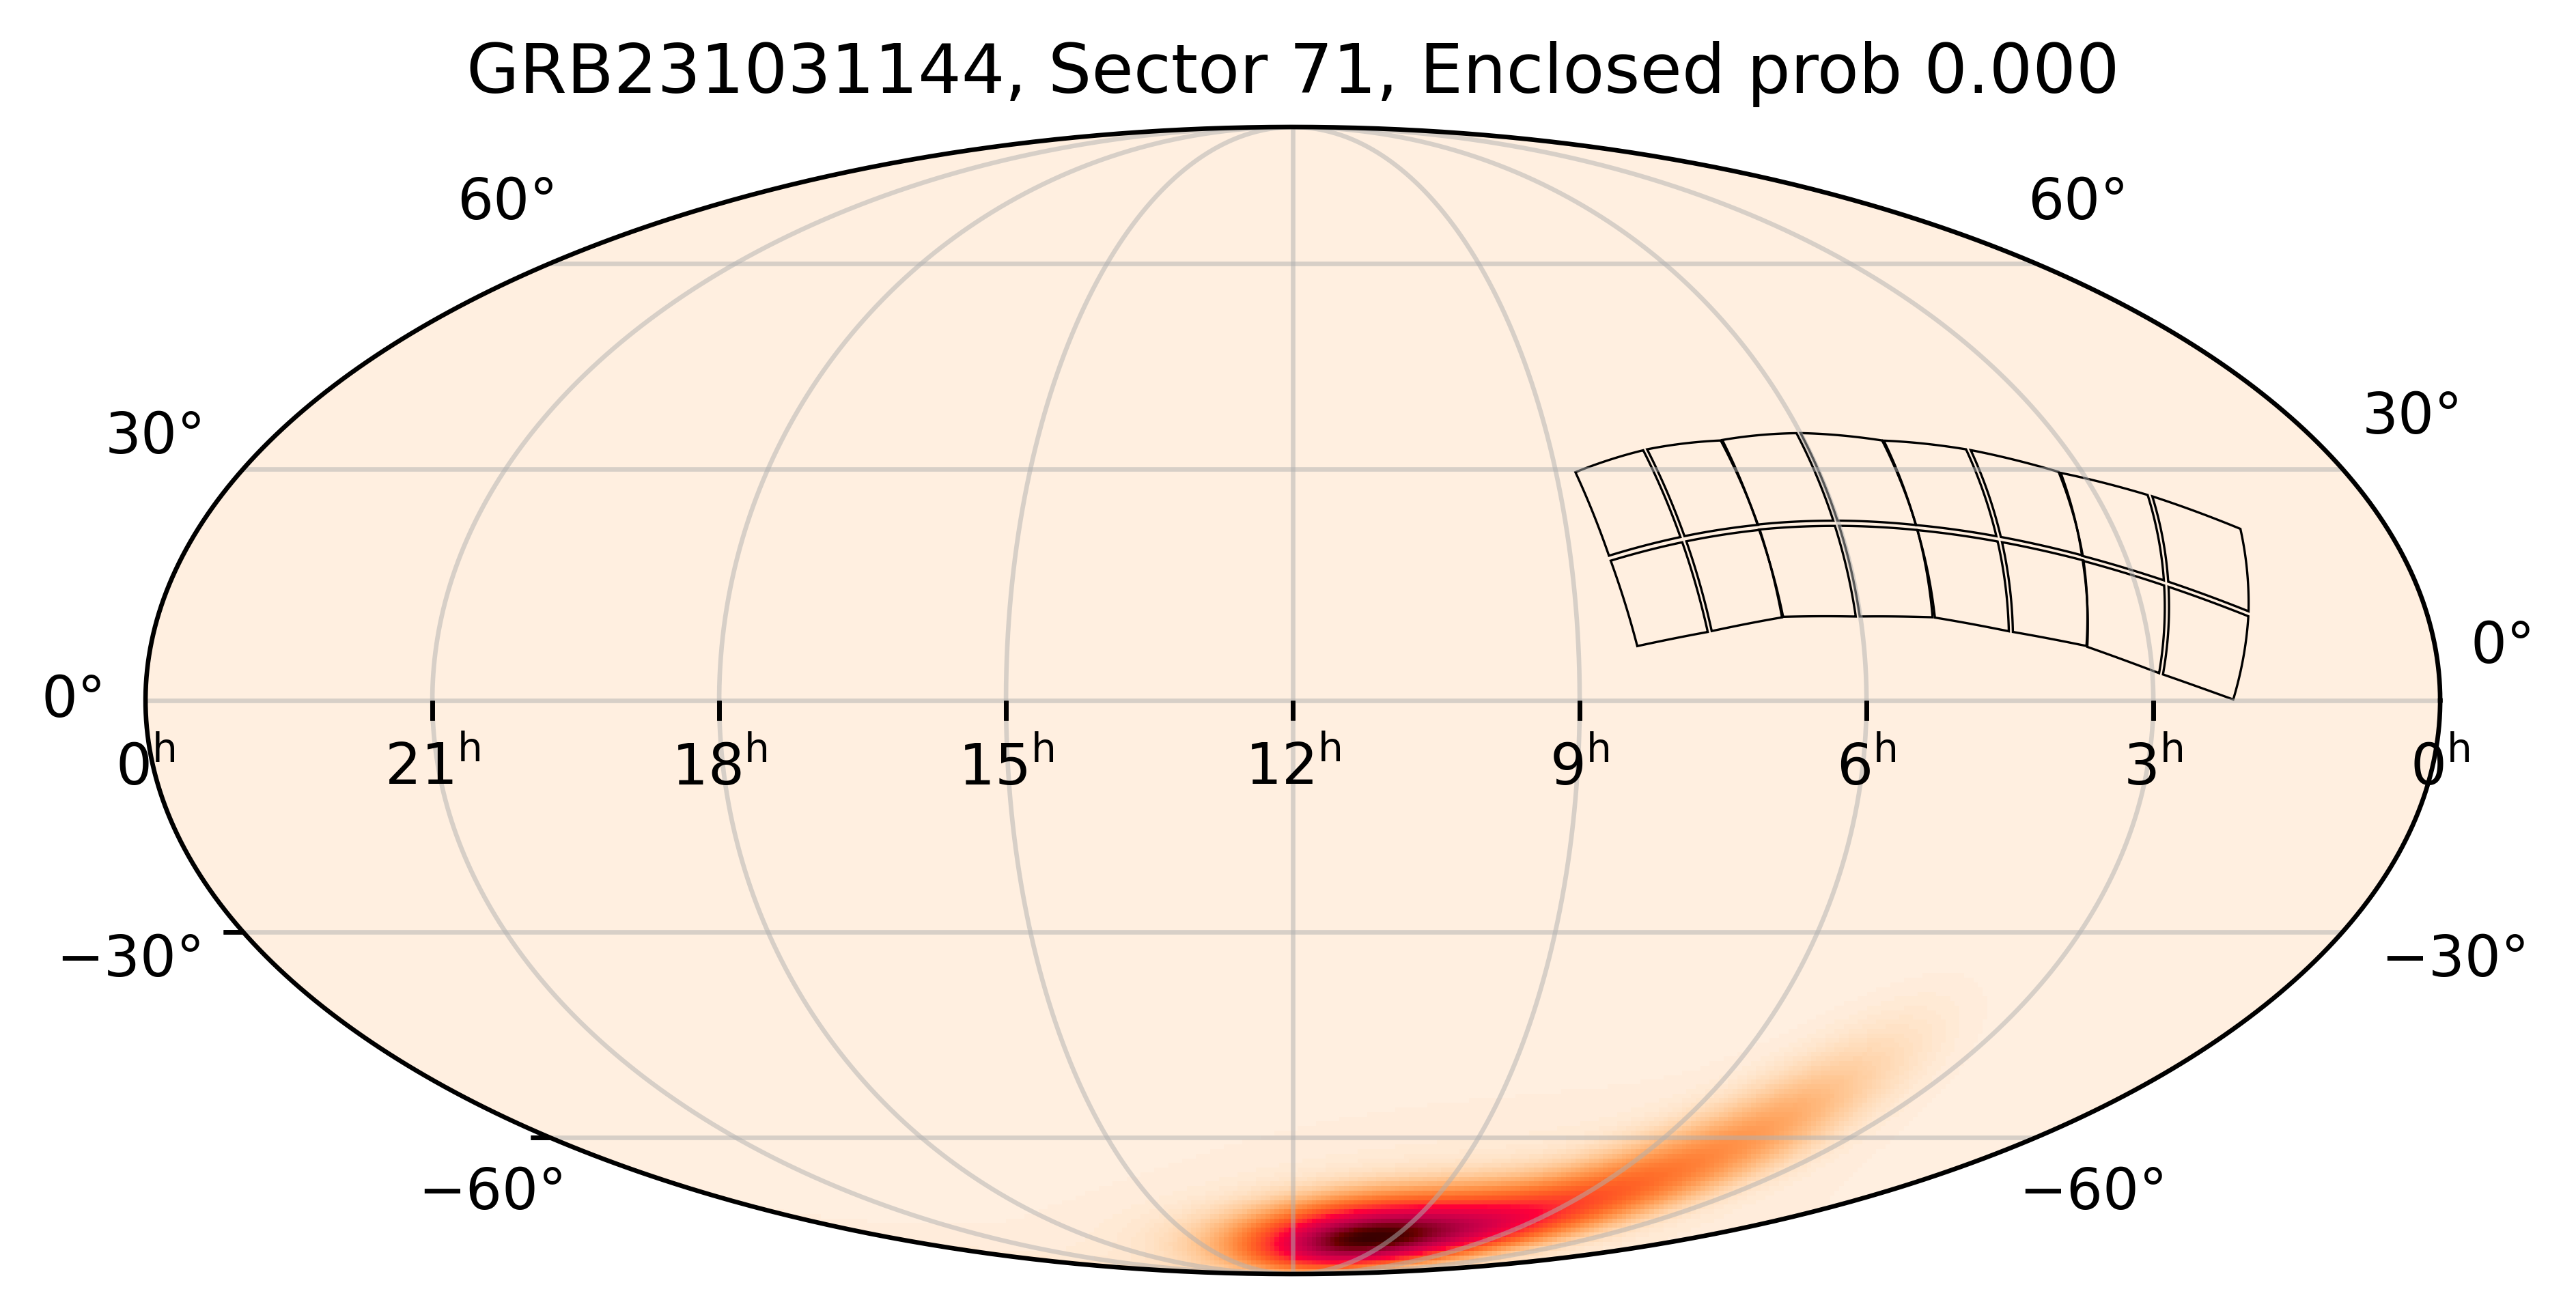 GRB231031144, Sector 71, Enclosed prob 0.000
60° 60°
30° 30°
0° 0°
0ʰ 21ʰ 18ʰ 15ʰ 12ʰ 9ʰ 6ʰ 3ʰ 0ʰ
−30° −30°
−60° −60°